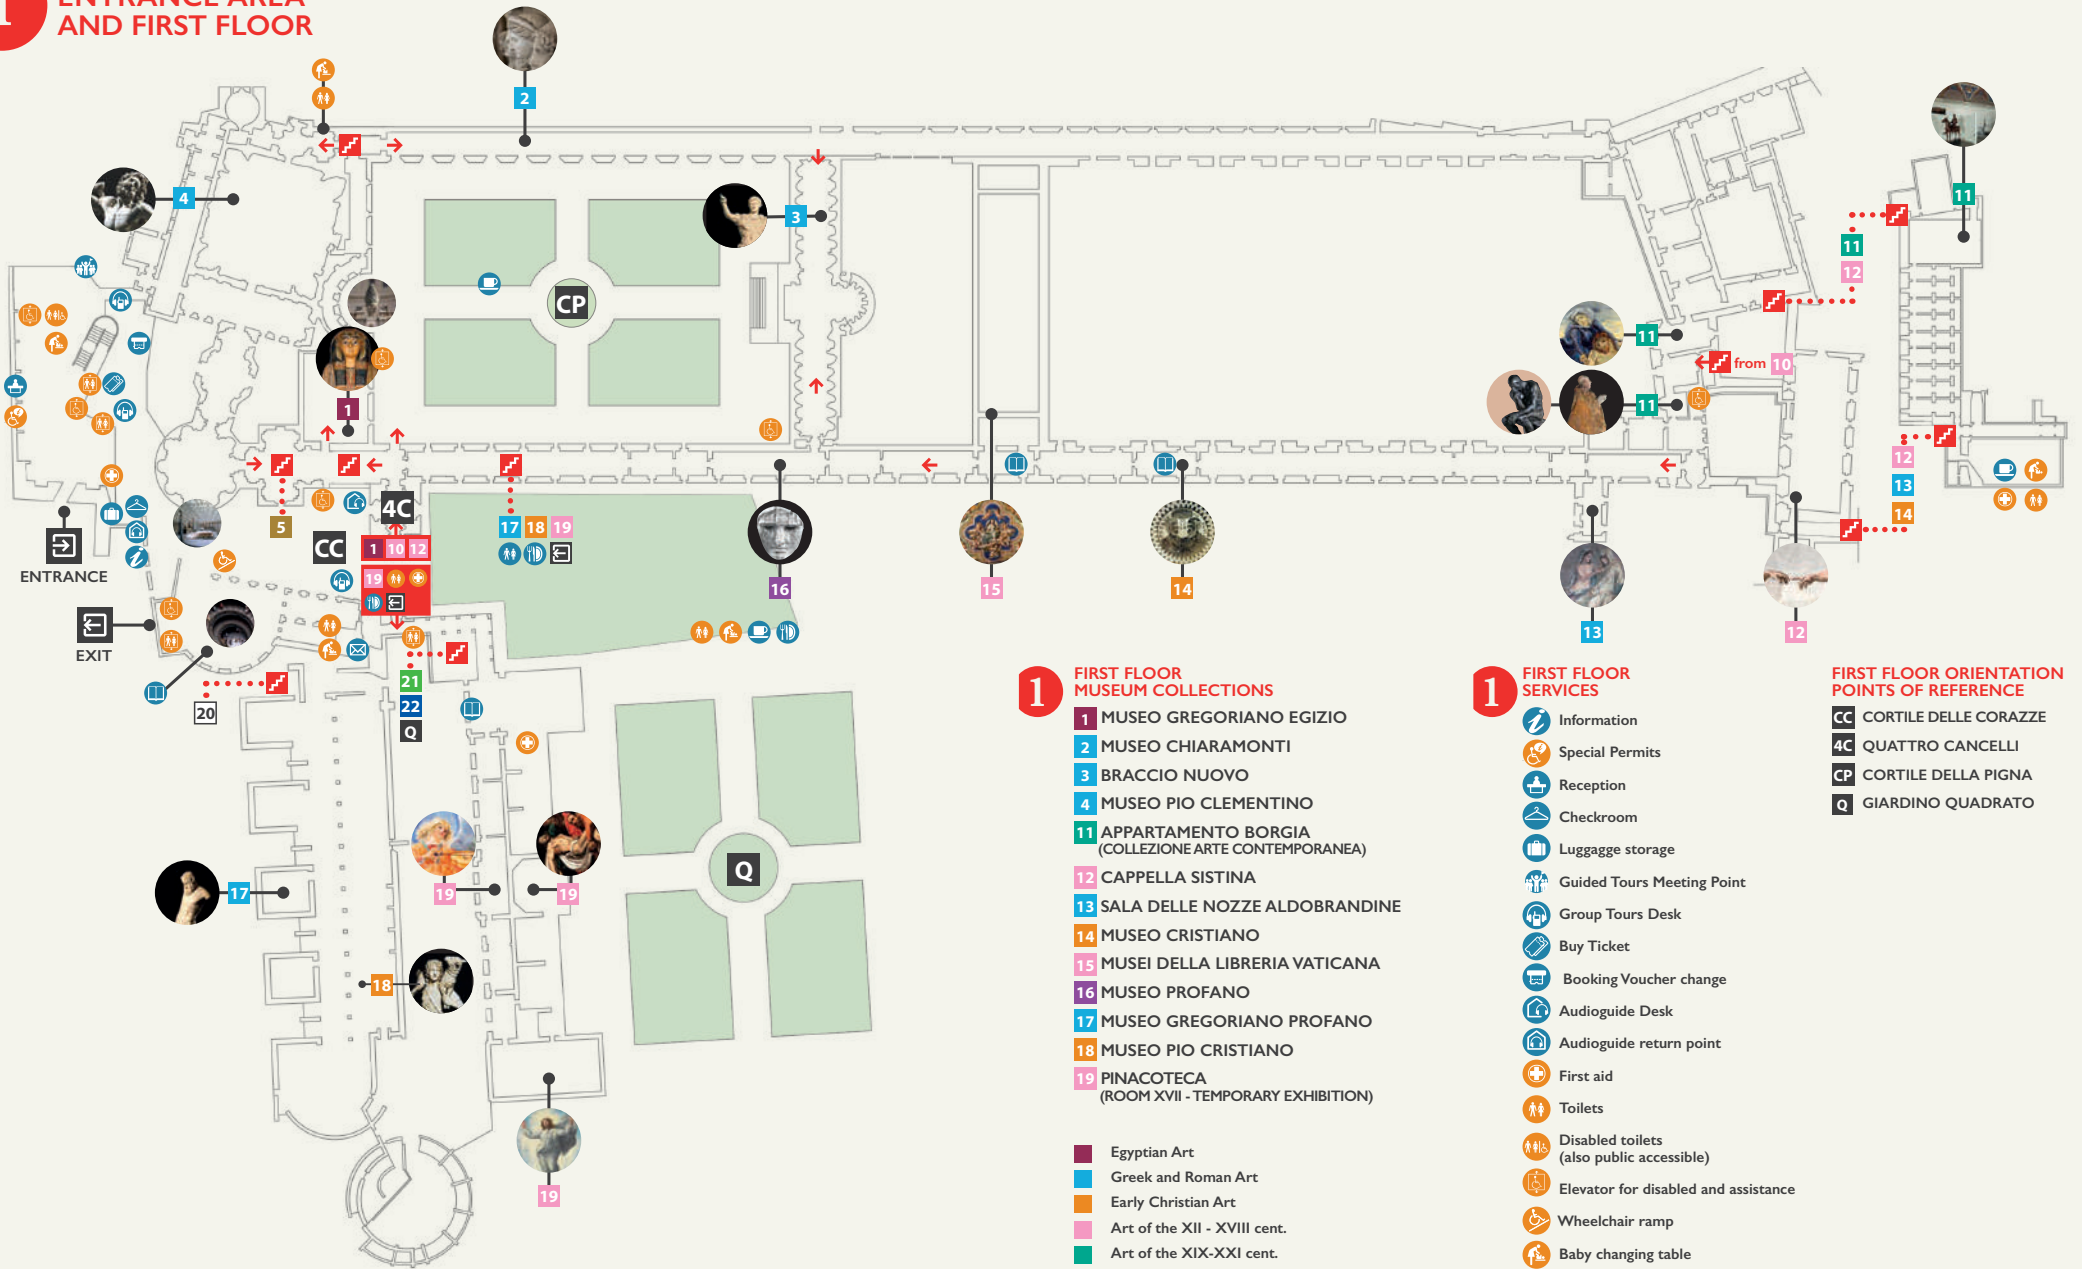 1
ENTRANCE AREA
AND FIRST FLOOR
2
4
3
11
11
12
CP
11
1
from 10
11
12
13
14
5
4C
CC
1 10 12
19
17 18 19
ENTRANCE
EXIT
16
15
14
13
12
20
21
22
Q
17
19
19
Q
18
19
1
FIRST FLOOR
MUSEUM COLLECTIONS
1 MUSEO GREGORIANO EGIZIO
2 MUSEO CHIARAMONTI
3 BRACCIO NUOVO
4 MUSEO PIO CLEMENTINO
11 APPARTAMENTO BORGIA
(COLLEZIONE ARTE CONTEMPORANEA)
12 CAPPELLA SISTINA
13 SALA DELLE NOZZE ALDOBRANDINE
14 MUSEO CRISTIANO
15 MUSEI DELLA LIBRERIA VATICANA
16 MUSEO PROFANO
17 MUSEO GREGORIANO PROFANO
18 MUSEO PIO CRISTIANO
19 PINACOTECA
(ROOM XVII - TEMPORARY EXHIBITION)
Egyptian Art
Greek and Roman Art
Early Christian Art
Art of the XII - XVIII cent.
Art of the XIX-XXI cent.
1
FIRST FLOOR
SERVICES
Information
Special Permits
Reception
Checkroom
Luggagge storage
Guided Tours Meeting Point
Group Tours Desk
Buy Ticket
Booking Voucher change
Audioguide Desk
Audioguide return point
First aid
Toilets
Disabled toilets
(also public accessible)
Elevator for disabled and assistance
Wheelchair ramp
Baby changing table
FIRST FLOOR ORIENTATION
POINTS OF REFERENCE
CC CORTILE DELLE CORAZZE
4C QUATTRO CANCELLI
CP CORTILE DELLA PIGNA
Q GIARDINO QUADRATO